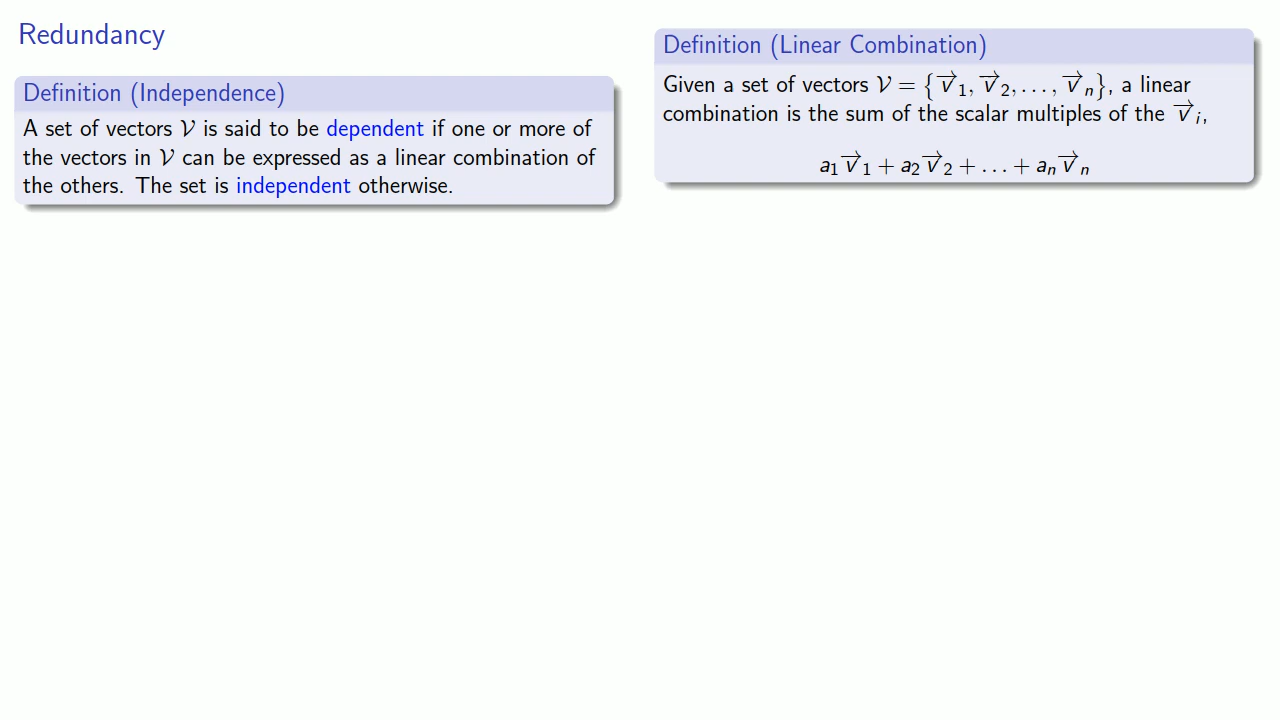 Redundancy
Definition (Independence)
A set of vectors 𝒱 is said to be dependent if one or more of
the vectors in 𝒱 can be expressed as a linear combination of
the others. The set is independent otherwise.
Definition (Linear Combination)
Given a set of vectors 𝒱 = {v⃗₁, v⃗₂, . . . , v⃗ₙ}, a linear
combination is the sum of the scalar multiples of the v⃗ᵢ,
a₁v⃗₁ + a₂v⃗₂ + . . . + aₙv⃗ₙ